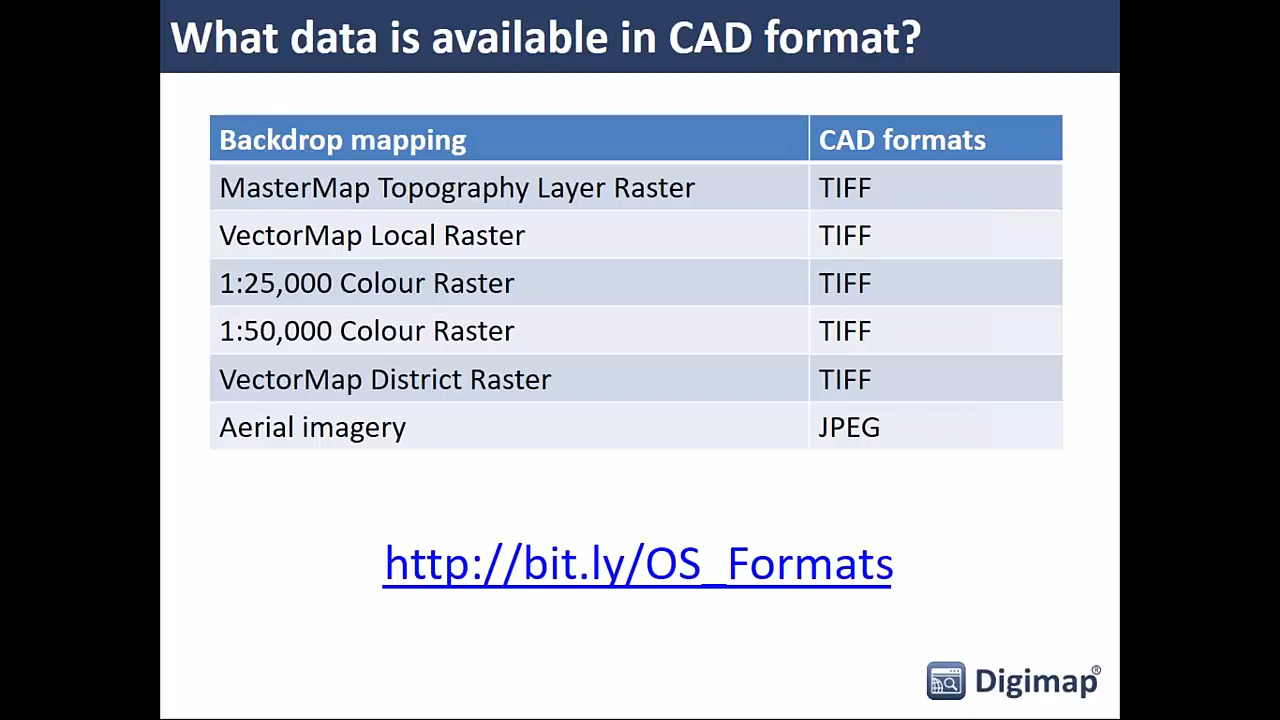 What data is available in CAD format?
Backdrop mapping CAD formats
MasterMap Topography Layer Raster TIFF
VectorMap Local Raster TIFF
1:25,000 Colour Raster TIFF
1:50,000 Colour Raster TIFF
VectorMap District Raster TIFF
Aerial imagery JPEG
http://bit.ly/OS_Formats
Digimap®